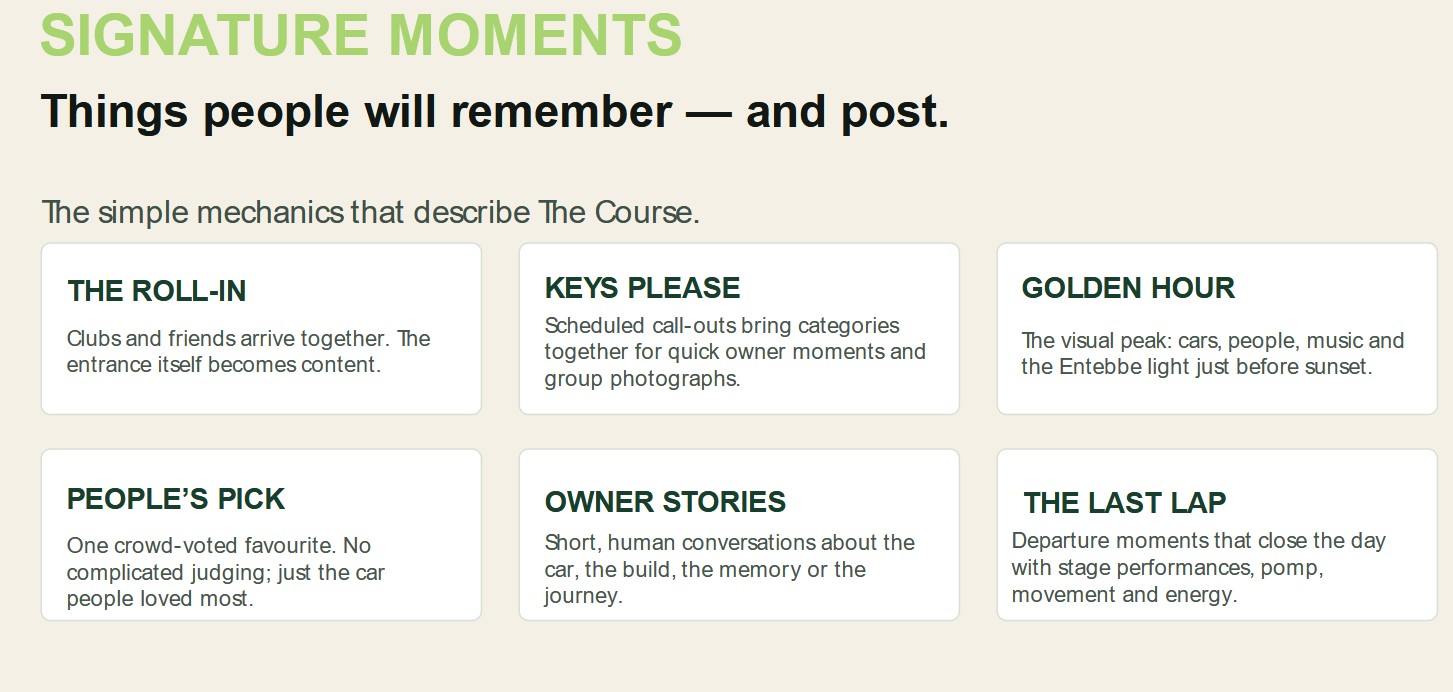 SIGNATURE MOMENTS
Things people will remember — and post.
The simple mechanics that describe The Course.
THE ROLL-IN
Clubs and friends arrive together. The
entrance itself becomes content.
KEYS PLEASE
Scheduled call-outs bring categories
together for quick owner moments and
group photographs.
GOLDEN HOUR
The visual peak: cars, people, music and
the Entebbe light just before sunset.
PEOPLE’S PICK
One crowd-voted favourite. No
complicated judging; just the car
people loved most.
OWNER STORIES
Short, human conversations about the
car, the build, the memory or the
journey.
THE LAST LAP
Departure moments that close the day
with stage performances, pomp,
movement and energy.